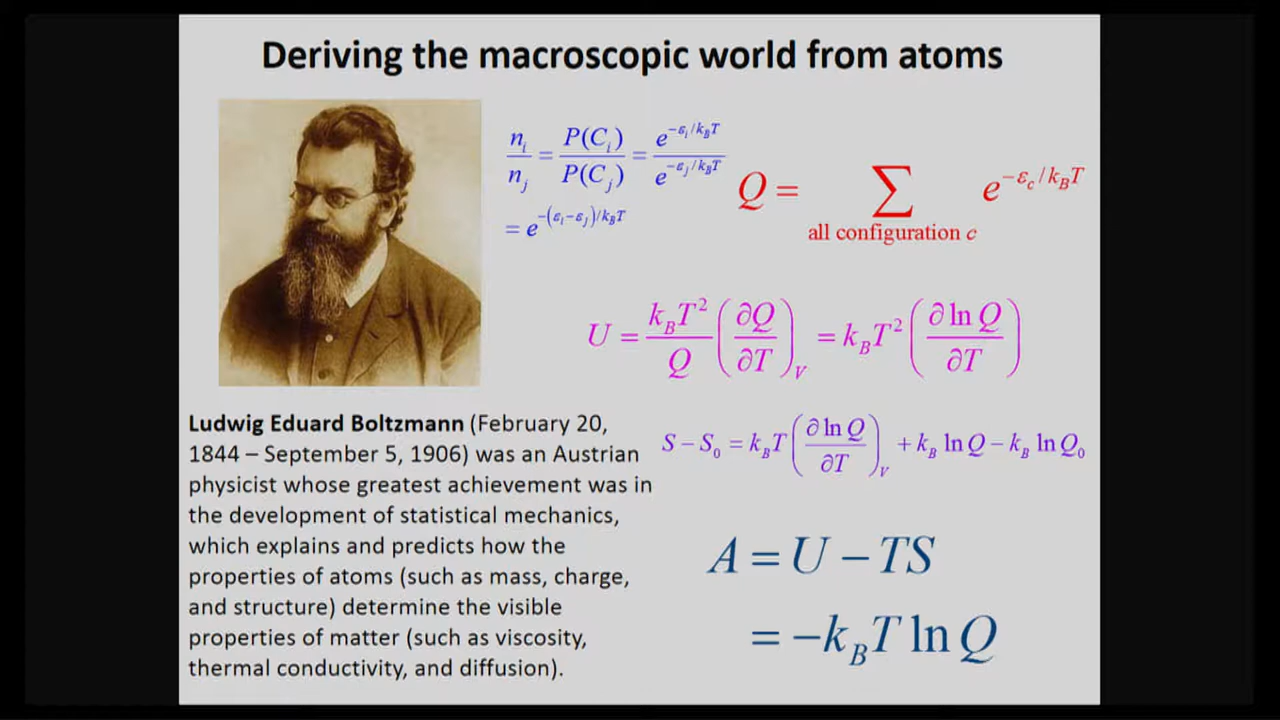 Deriving the macroscopic world from atoms
n_i/n_j = P(C_i)/P(C_j) = e^{-ε_i/k_BT}/e^{-ε_j/k_BT}
= e^{-(ε_i-ε_j)/k_BT}
Q = ∑ e^{-ε_c/k_BT}
all configuration c
U = k_BT²/Q (∂Q/∂T)_V = k_BT² (∂ ln Q/∂T)
Ludwig Eduard Boltzmann (February 20,
1844 – September 5, 1906) was an Austrian
physicist whose greatest achievement was in
the development of statistical mechanics,
which explains and predicts how the
properties of atoms (such as mass, charge,
and structure) determine the visible
properties of matter (such as viscosity,
thermal conductivity, and diffusion).
S − S_0 = k_BT (∂ ln Q/∂T)_V + k_B ln Q − k_B ln Q_0
A = U − TS
= −k_BT ln Q